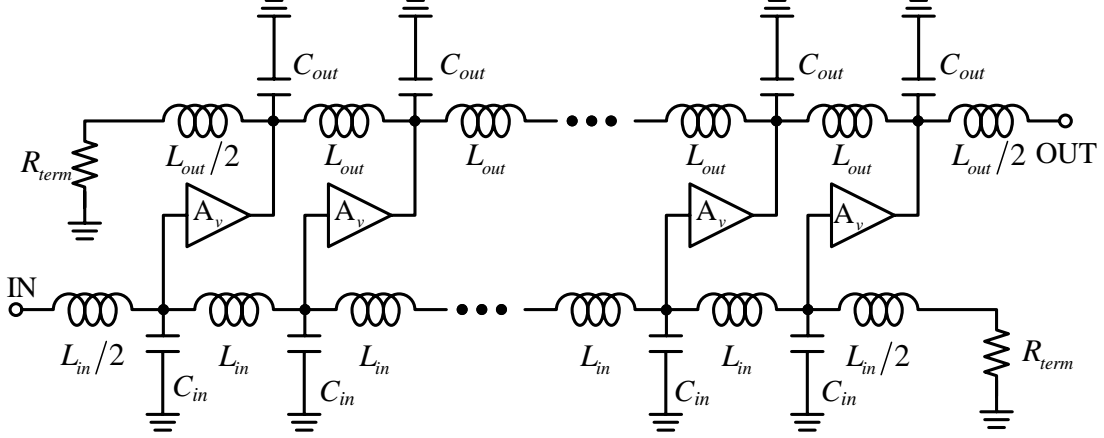 C_out C_out C_out C_out
R_term L_out/2 L_out L_out L_out L_out L_out/2 OUT
A_v A_v A_v A_v
IN
L_in/2 L_in L_in L_in L_in L_in/2 R_term
C_in C_in C_in C_in